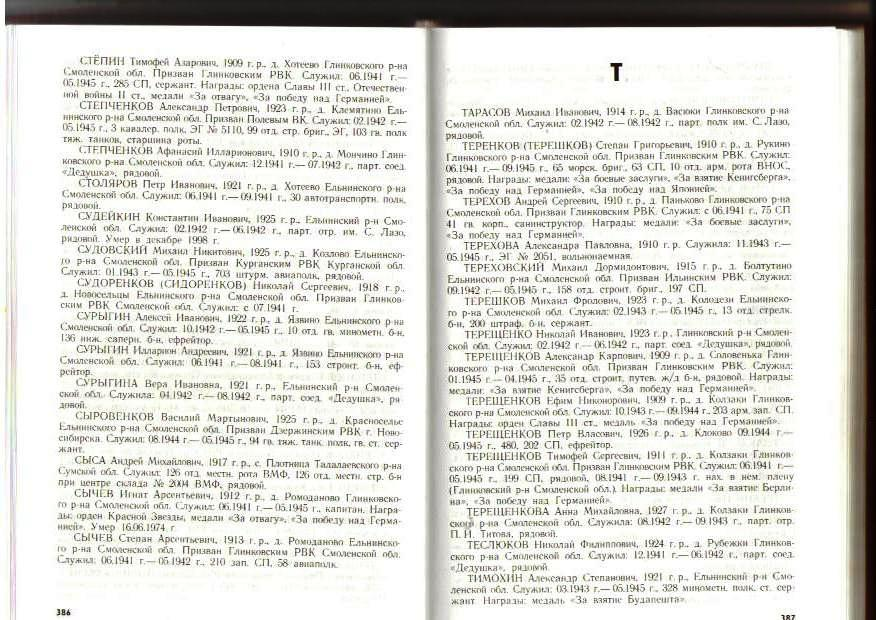 СТЁПИН Тимофей Азарович, 1909 г. р., д. Хотеево Глинковского р-на
Смоленской обл. Призван Глинковским РВК. Служил: 06.1941 г.—
05.1945 г., 285 СП, сержант. Награды: ордена Славы III ст., Отечествен-
ной войны II ст., медали «За отвагу», «За победу над Германией».
СТЕПЧЕНКОВ Александр Петрович, 1923 г. р., д. Клемятино Ель-
нинского р-на Смоленской обл. Призван Полевым ВК. Служил: 02.1942 г.—
05.1945 г., 3 кавалер. полк, ЭГ № 5110, 99 отд. стр. бриг., ЭГ, 103 гв. полк
тяж. танков, старшина роты.
СТЕПЧЕНКОВ Афанасий Илларионович, 1910 г. р., д. Мончино Глин-
ковского р-на Смоленской обл. Служил: 12.1941 г.— 07.1942 г., парт. соед.
«Дедушка», рядовой.
СТОЛЯРОВ Петр Иванович, 1921 г. р., д. Хотеево Ельнинского р-на
Смоленской обл. Служил: 06.1941 г.— 09.1941 г., 30 автотранспортн. полк,
рядовой.
СУДЕЙКИН Константин Иванович, 1925 г. р., Ельнинский р-н Смо-
ленской обл. Служил: 02.1942 г.— 06.1942 г., парт. отр. им. С. Лазо,
рядовой. Умер в декабре 1998 г.
СУДОВСКИЙ Михаил Никитович, 1925 г. р., д. Козлово Ельнинско-
го р-на Смоленской обл. Призван Курганским РВК Курганской обл.
Служил: 01.1943 г.— 05.1945 г., 703 штурм. авиаполк, рядовой.
СУДОРЕНКОВ (СИДОРЕНКОВ) Николай Сергеевич, 1918 г. р.,
д. Новосельцы Ельнинского р-на Смоленской обл. Призван Глинков-
ским РВК Смоленской обл. Служил: с 07.1941 г.
СУРЫГИН Алексей Иванович, 1922 г. р., д. Язвино Ельнинского р-на
Смоленской обл. Служил: 10.1942 г.— 05.1945 г., 10 отд. гв. минометн. б-н,
136 инж. саперн. б-н, ефрейтор.
СУРЫГИН Илларион Андреевич, 1921 г. р., д. Язвино Ельнинского р-на
Смоленской обл. Служил: 06.1941 г.— 08.1941 г., 153 строит. б-н, еф-
рейтор.
СУРЫГИНА Вера Ивановна, 1921 г. р., Ельнинский р-н Смолен-
ской обл. Служила: 04.1942 г.— 08.1942 г., парт. соед. «Дедушка», ря-
довой.
СЫРОВЕНКОВ Василий Мартынович, 1925 г. р., д. Красноселье
Ельнинского р-на Смоленской обл. Призван Дзержинским РВК г. Ново-
сибирска. Служил: 08.1944 г.— 05.1945 г., 94 гв. тяж. танк. полк, гв. ст. сер-
жант.
СЫСА Андрей Михайлович, 1917 г. р., с. Плотница Талалаевского р-на
Сумской обл. Служил: 126 отд. местн. рота ВМФ, 126 отд. местн. стр. б-н
при центре склада № 2004 ВМФ, рядовой.
СЫЧЕВ Игнат Арсентьевич, 1912 г. р., д. Ромоданово Глинковско-
го р-на Смоленской обл. Служил: 06.1941 г.— 05.1945 г., капитан. Награ-
ды: орден Красной Звезды, медали «За отвагу», «За победу над Герма-
нией». Умер 16.06.1974 г.
СЫЧЕВ Степан Арсентьевич, 1913 г. р., д. Ромоданово Ельнинско-
го р-на Смоленской обл. Призван Глинковским РВК Смоленской обл.
Служил: 06.1941 г.— 05.1942 г., 210 зап. СП, 58 авиаполк.
386
Т
ТАРАСОВ Михаил Иванович, 1914 г. р., д. Васюки Глинковского р-на
Смоленской обл. Служил: 02.1942 г.— 08.1942 г., парт. полк им. С. Лазо,
рядовой.
ТЕРЕНКОВ (ТЕРЕШКОВ) Степан Григорьевич, 1910 г. р., д. Рукино
Глинковского р-на Смоленской обл. Призван Глинковским РВК. Служил:
06.1941 г.— 09.1945 г., 65 морск. бриг., 63 СП, 10 отд. арм. рота ВНОС,
рядовой. Награды: медали: «За боевые заслуги», «За взятие Кенигсберга»,
«За победу над Германией», «За победу над Японией».
ТЕРЕХОВ Андрей Сергеевич, 1910 г. р., д. Паньково Глинковского р-на
Смоленской обл. Призван Глинковским РВК. Служил: с 06.1941 г., 75 СП
41 гв. корп., санинструктор. Награды: медали: «За боевые заслуги»,
«За победу над Германией».
ТЕРЕХОВА Александра Павловна, 1910 г. р. Служила: 11.1943 г.—
05.1945 г., ЭГ № 2051, вольнонаемная.
ТЕРЕХОВСКИЙ Михаил Дормидонтович, 1915 г. р., д. Болтутино
Ельнинского р-на Смоленской обл. Призван Ильинским РВК. Служил:
09.1942 г.— 05.1945 г., 158 отд. строит. бриг., 197 СП.
ТЕРЕШКОВ Михаил Фролович, 1923 г. р., д. Колодези Ельнинско-
го р-на Смоленской обл. Служил: 02.1943 г.— 05.1945 г., 13 отд. стрелк.
б-н, 200 штраф. б-н, сержант.
ТЕРЕЩЕНКО Николай Иванович, 1923 г. р., Глинковский р-н Смолен-
ской обл. Служил: 02.1942 г.— 06.1942 г., парт. соед. «Дедушка», рядовой.
ТЕРЕЩЕНКОВ Александр Карпович, 1909 г. р., д. Соловенька Глин-
ковского р-на Смоленской обл. Призван Глинковским РВК. Служил:
01.1945 г.— 04.1945 г., 35 отд. строит. путев. ж/д б-н, рядовой. Награды:
медали: «За взятие Кенигсберга», «За победу над Германией».
ТЕРЕЩЕНКОВ Ефим Никонорович, 1909 г. р., д. Колзаки Глинков-
ского р-на Смоленской обл. Служил: 10.1943 г.— 09.1944 г., 203 арм. зап. СП.
Награды: орден Славы III ст., медаль «За победу над Германией».
ТЕРЕЩЕНКОВ Петр Власович, 1926 г. р., д. Клоково 09.1944 г.—
05.1945 г., 480, 202 СП, ефрейтор.
ТЕРЕЩЕНКОВ Тимофей Сергеевич, 1911 г. р., д. Колзаки Глинков-
ского р-на Смоленской обл. Призван Глинковским РВК. Служил: 06.1941 г.—
05.1945 г., 199 СП, рядовой, 08.1941 г.— 09.1943 г. нах. в нем. плену
(Глинковский р-н Смоленской обл.). Награды: медали «За взятие Берли-
на», «За победу над Германией».
ТЕРЕЩЕНКОВА Анна Михайловна, 1927 г. р., д. Колзаки Глинков-
ского р-на Смоленской обл. Служила: 08.1942 г.— 09.1943 г., парт. отр.
П. И. Титова, рядовой.
ТЕСЛЮКОВ Николай Филиппович, 1924 г. р., д. Рубежки Глинков-
ского р-на Смоленской обл. Служил: 12.1941 г.— 06.1942 г., парт. соед.
«Дедушка», рядовой.
ТИМОХИН Александр Степанович, 1921 г. р., Ельнинский р-н Смо-
ленской обл. Служил: 03.1943 г.— 05.1945 г., 328 минометн. полк, ст. сер-
жант. Награды: медаль «За взятие Будапешта».
387